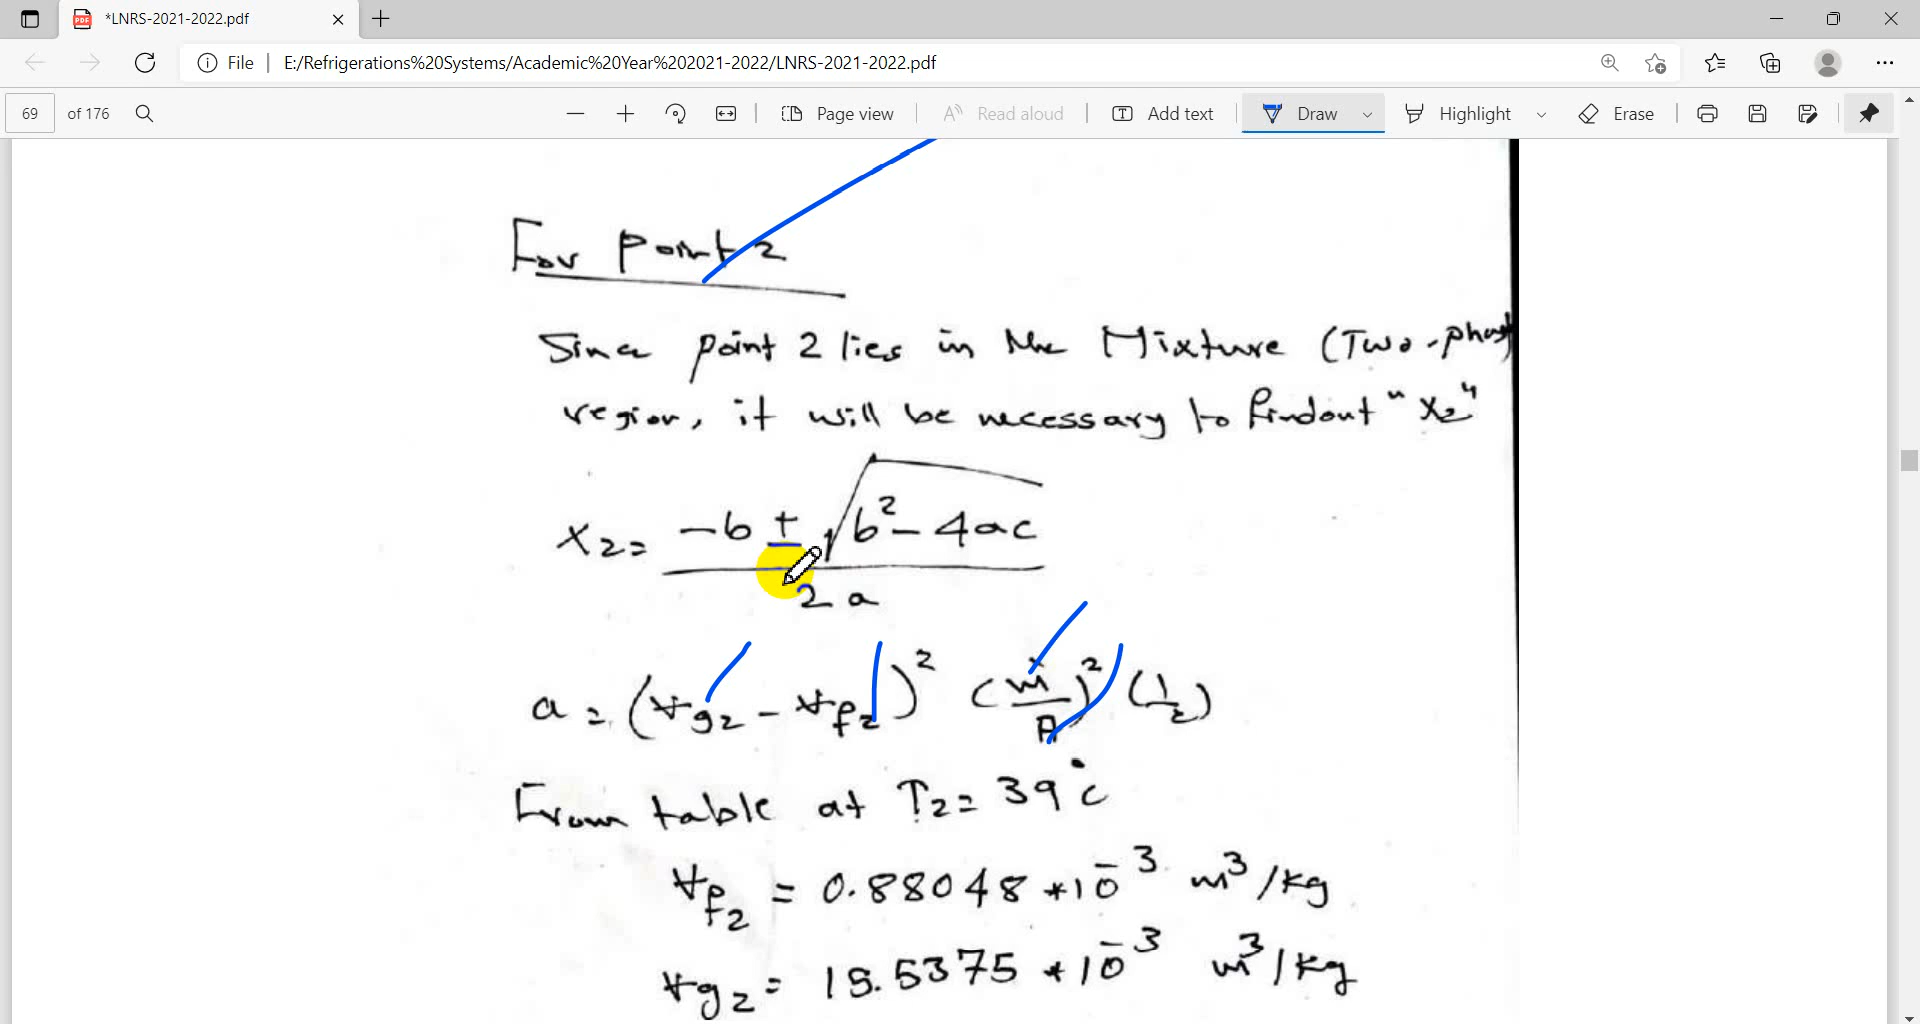 *LNRS-2021-2022.pdf
File | E:/Refrigerations%20Systems/Academic%20Year%202021-2022/LNRS-2021-2022.pdf
69 of 176 Page view Read aloud Add text Draw Highlight Erase
For point 2
Since point 2 lies in the Mixture (Two-phas
region, it will be necessary to findout "x2"
x2 = -b ± √b²-4ac
2a
a = (vg2 - vf2)² (ṁ/A)² (1/2)
From table at T2 = 39°c
vf2 = 0.88048 *10-3 m3/kg
vg2 = 18.5375 *10-3 m3/kg